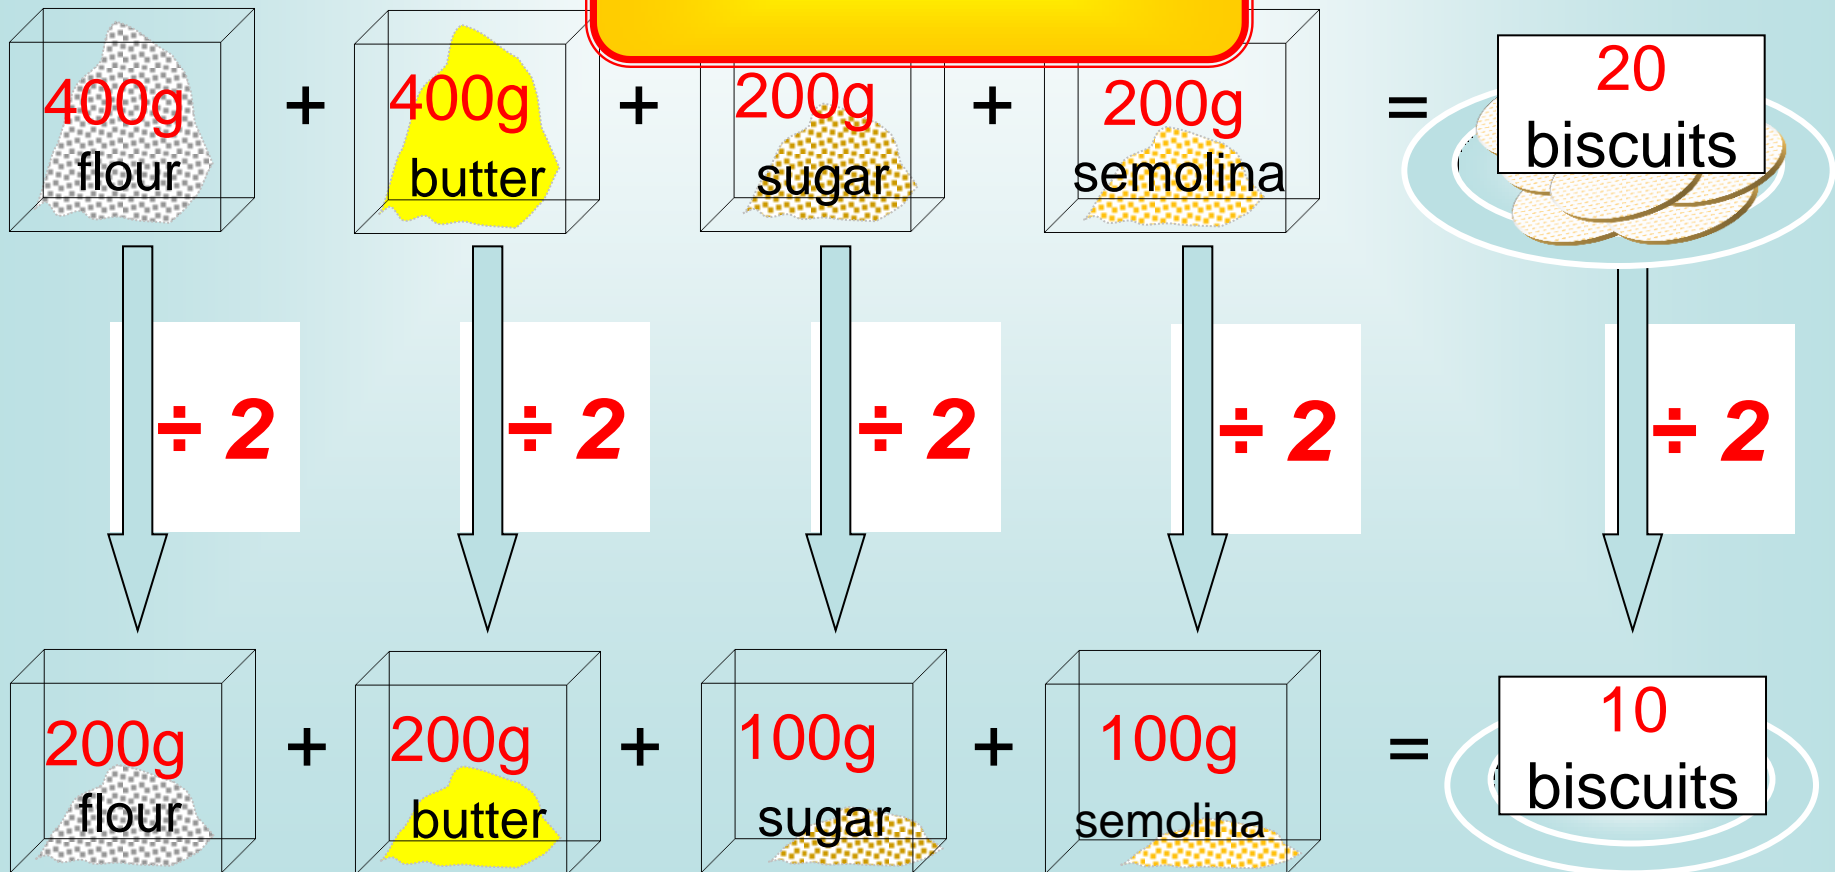 400g + 400g + 200g + 200g = 20
flour butter sugar semolina biscuits
÷ 2 ÷ 2 ÷ 2 ÷ 2 ÷ 2
200g + 200g + 100g + 100g = 10
flour butter sugar semolina biscuits